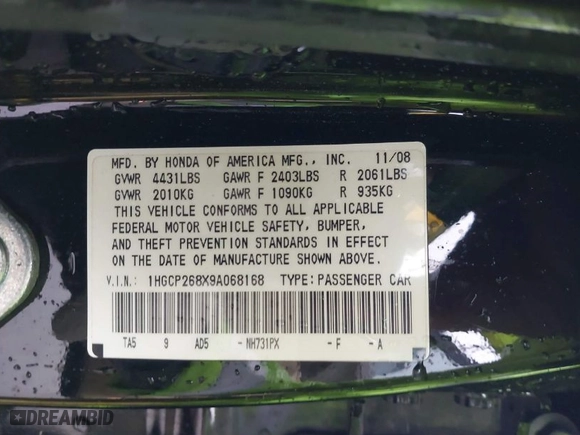 MFD. BY HONDA OF AMERICA MFG., INC. 11/08
GVWR 4431LBS GAWR F 2403LBS R 2061LBS
GVWR 2010KG GAWR F 1090KG R 935KG
THIS VEHICLE CONFORMS TO ALL APPLICABLE
FEDERAL MOTOR VEHICLE SAFETY, BUMPER,
AND THEFT PREVENTION STANDARDS IN EFFECT
ON THE DATE OF MANUFACTURE SHOWN ABOVE.
V.I.N.: 1HGCP268X9A068168 TYPE: PASSENGER CAR
TA5 9 AD5 -NH731PX -F -A
DREAMBID